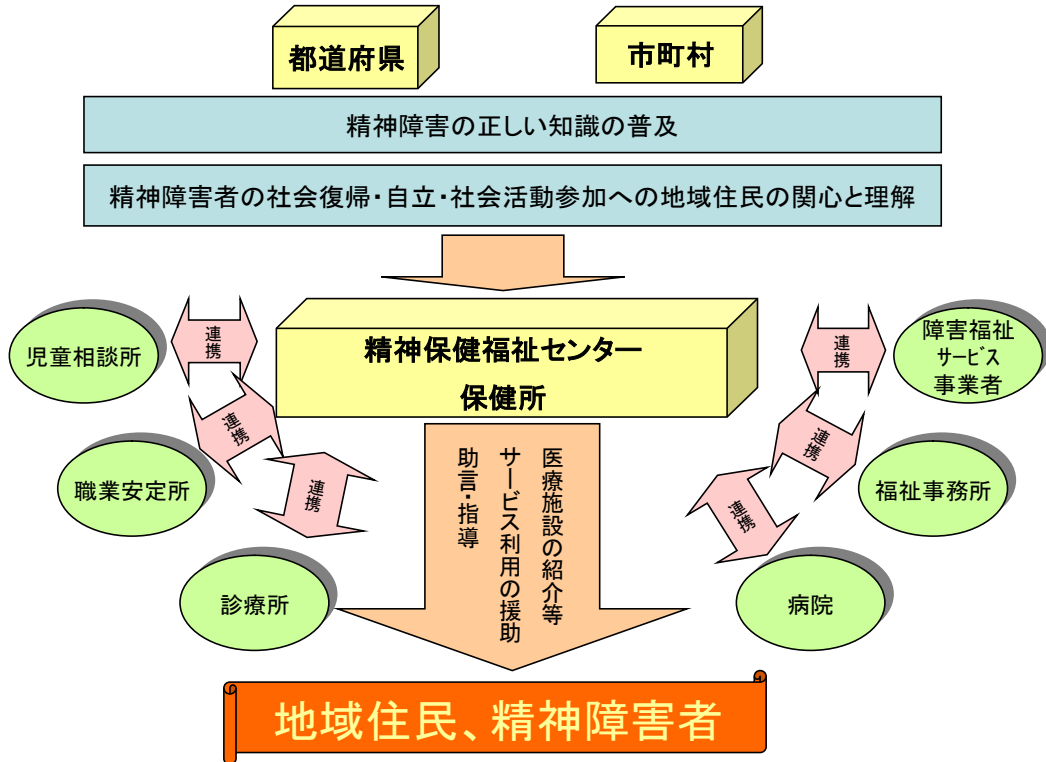 都道府県
市町村
精神障害の正しい知識の普及
精神障害者の社会復帰・自立・社会活動参加への地域住民の関心と理解
精神保健福祉センター
保健所
児童相談所
連携
連携
障害福祉
サービス
事業者
職業安定所
連携
連携
福祉事務所
診療所
連携
連携
病院
医療施設の紹介等
サービス利用の援助
助言・指導
地域住民、精神障害者